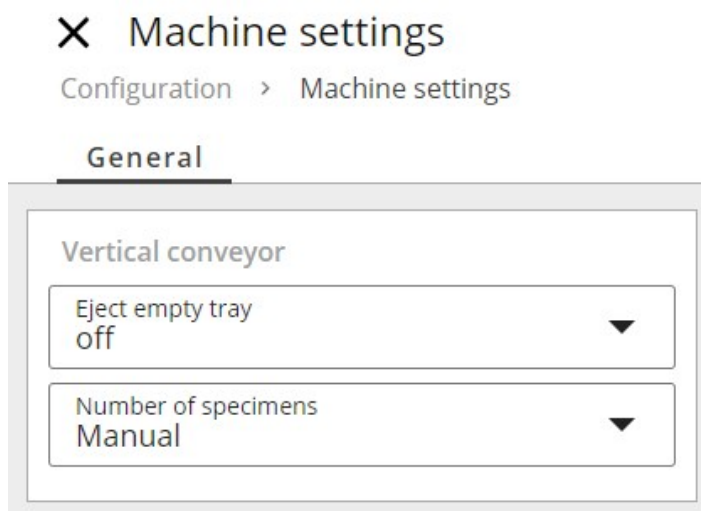 Machine settings
Configuration > Machine settings
General
Vertical conveyor
Eject empty tray
off
Number of specimens
Manual